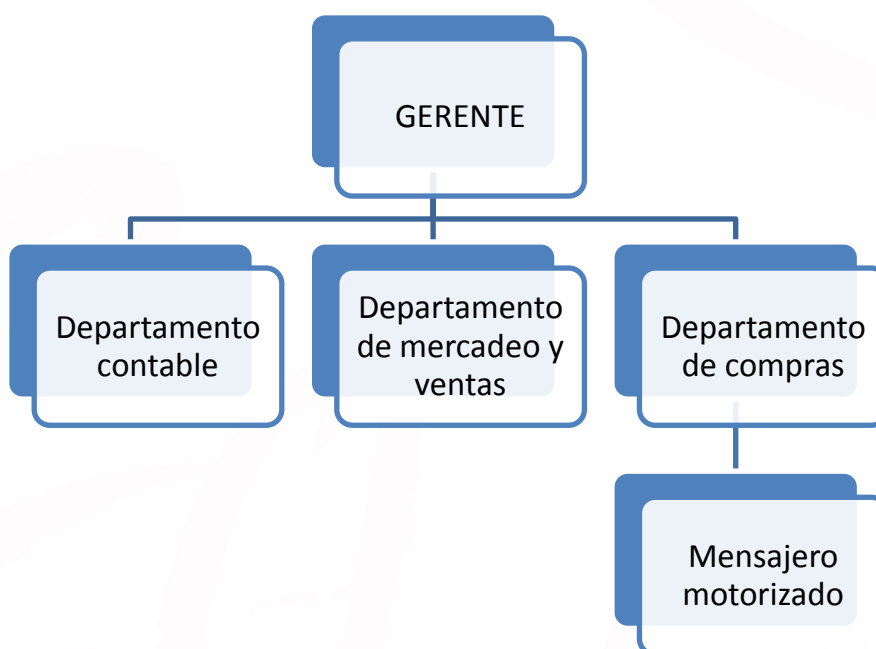 GERENTE
Departamento
contable
Departamento
de mercadeo y
ventas
Departamento
de compras
Mensajero
motorizado